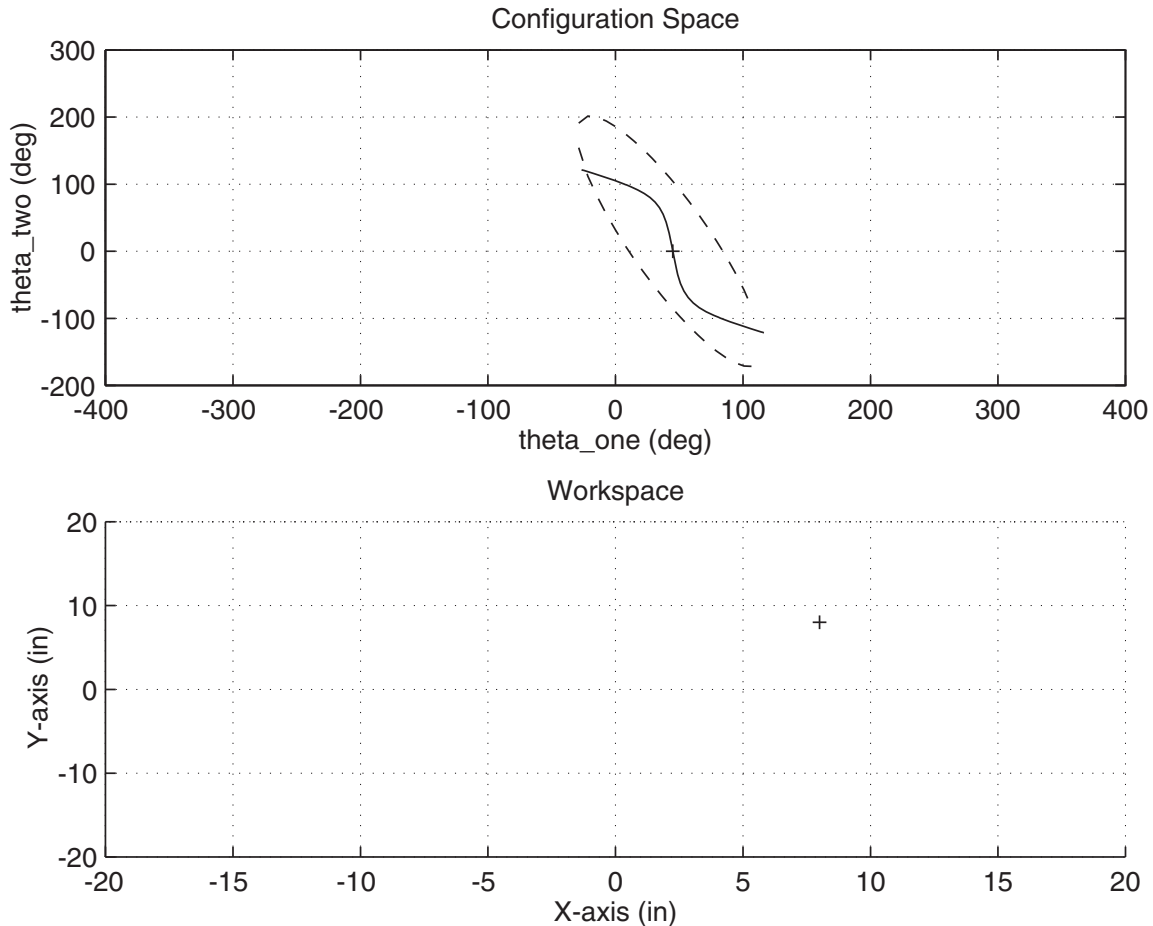 Configuration Space
300
200
100
0
-100
-200
theta_two (deg)
-400 -300 -200 -100 0 100 200 300 400
theta_one (deg)
Workspace
20
10
0
-10
-20
Y-axis (in)
-20 -15 -10 -5 0 5 10 15 20
X-axis (in)